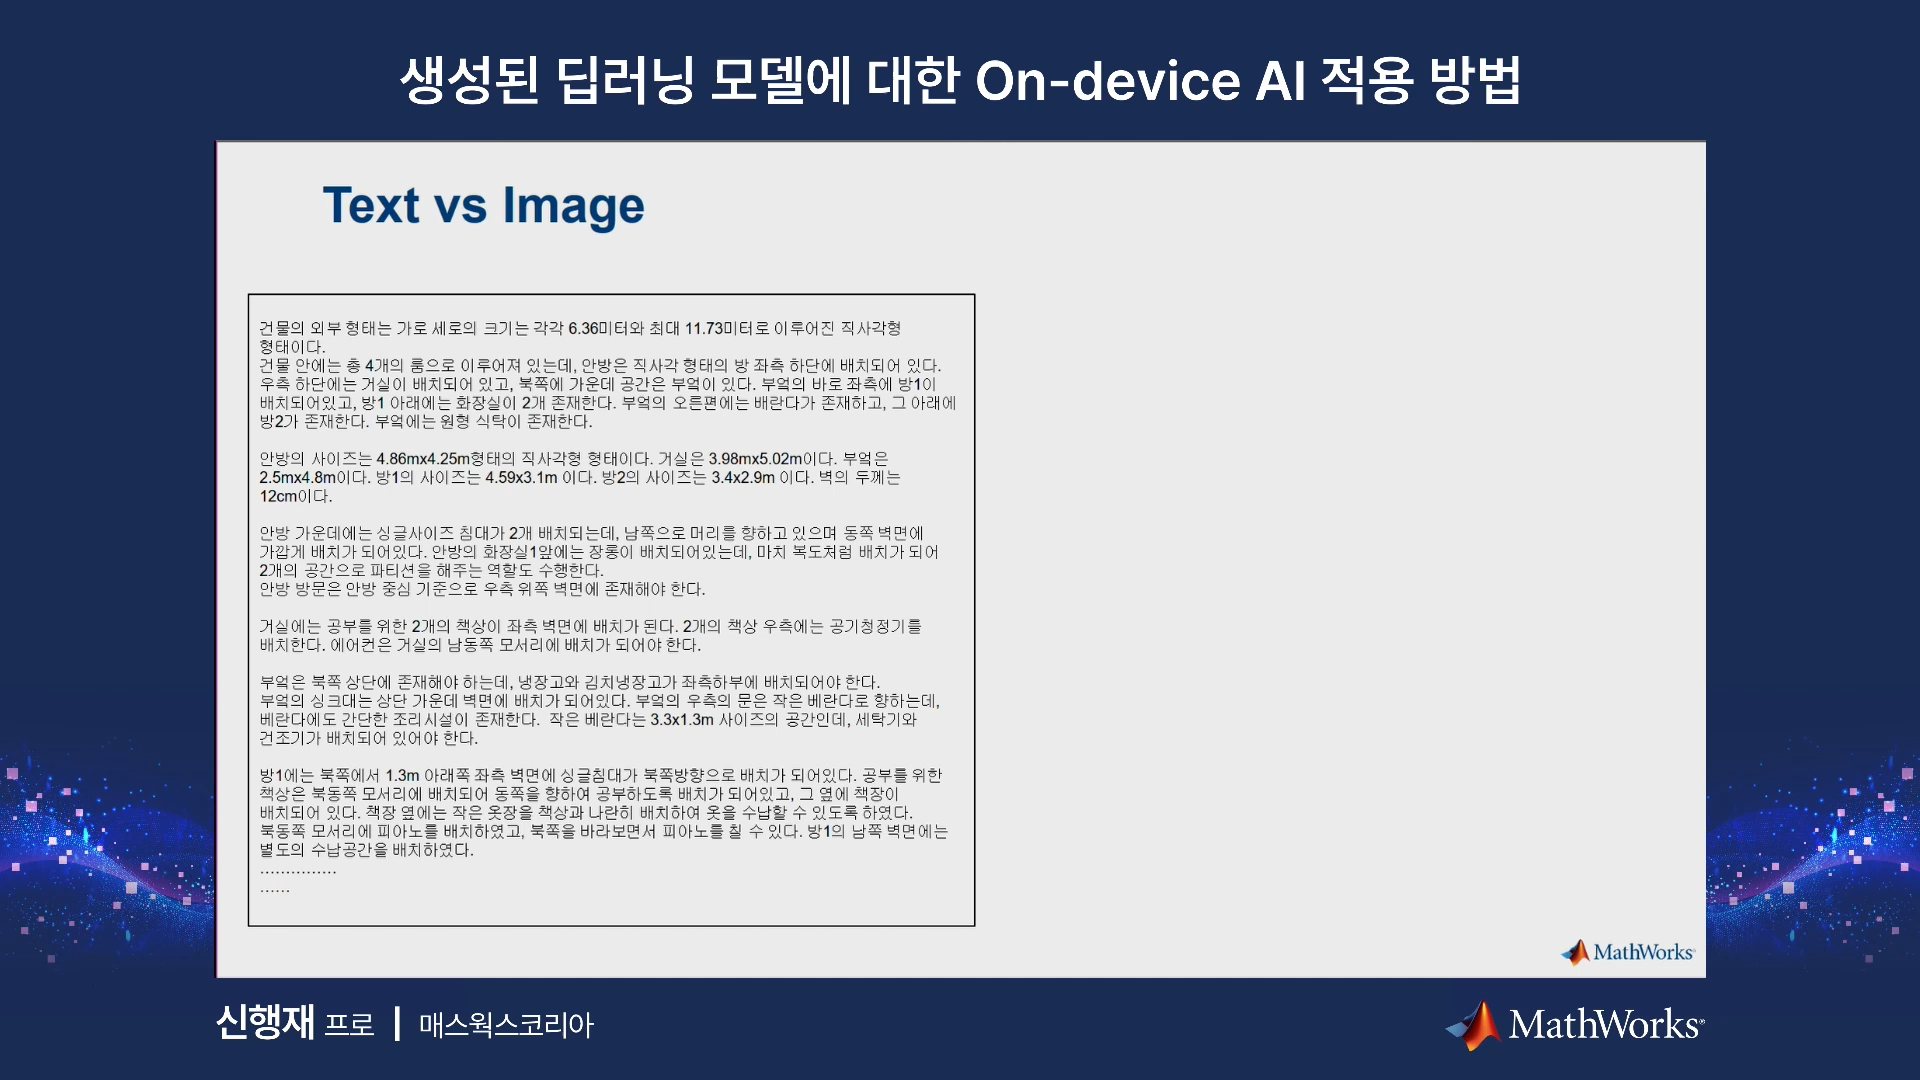 생성된 딥러닝 모델에 대한 On-device AI 적용 방법
Text vs Image
건물의 외부 형태는 가로 세로의 크기는 각각 6.36미터와 최대 11.73미터로 이루어진 직사각형
형태이다.
건물 안에는 총 4개의 룸으로 이루어져 있는데, 안방은 직사각 형태의 방 좌측 하단에 배치되어 있다.
우측 하단에는 거실이 배치되어 있고, 북쪽에 가운데 공간은 부엌이 있다. 부엌의 바로 좌측에 방1이
배치되어있고, 방1 아래에는 화장실이 2개 존재한다. 부엌의 오른편에는 배란다가 존재하고, 그 아래에
방2가 존재한다. 부엌에는 원형 식탁이 존재한다.
안방의 사이즈는 4.86mx4.25m형태의 직사각형 형태이다. 거실은 3.98mx5.02m이다. 부엌은
2.5mx4.8m이다. 방1의 사이즈는 4.59x3.1m 이다. 방2의 사이즈는 3.4x2.9m 이다. 벽의 두께는
12cm이다.
안방 가운데에는 싱글사이즈 침대가 2개 배치되는데, 남쪽으로 머리를 향하고 있으며 동쪽 벽면에
가깝게 배치가 되어있다. 안방의 화장실1앞에는 장롱이 배치되어있는데, 마치 복도처럼 배치가 되어
2개의 공간으로 파티션을 해주는 역할도 수행한다.
안방 방문은 안방 중심 기준으로 우측 위쪽 벽면에 존재해야 한다.
거실에는 공부를 위한 2개의 책상이 좌측 벽면에 배치가 된다. 2개의 책상 우측에는 공기청정기를
배치한다. 에어컨은 거실의 남동쪽 모서리에 배치가 되어야 한다.
부엌은 북쪽 상단에 존재해야 하는데, 냉장고와 김치냉장고가 좌측하부에 배치되어야 한다.
부엌의 싱크대는 상단 가운데 벽면에 배치가 되어있다. 부엌의 우측의 문은 작은 베란다로 향하는데,
베란다에도 간단한 조리시설이 존재한다. 작은 베란다는 3.3x1.3m 사이즈의 공간인데, 세탁기와
건조기가 배치되어 있어야 한다.
방1에는 북쪽에서 1.3m 아래쪽 좌측 벽면에 싱글침대가 북쪽방향으로 배치가 되어있다. 공부를 위한
책상은 북동쪽 모서리에 배치되어 동쪽을 향하여 공부하도록 배치가 되어있고, 그 옆에 책장이
배치되어 있다. 책장 옆에는 작은 옷장을 책상과 나란히 배치하여 옷을 수납할 수 있도록 하였다.
북동쪽 모서리에 피아노를 배치하였고, 북쪽을 바라보면서 피아노를 칠 수 있다. 방1의 남쪽 벽면에는
별도의 수납공간을 배치하였다.
...............
......
MathWorks
신행재 프로 | 매스웍스코리아
MathWorks